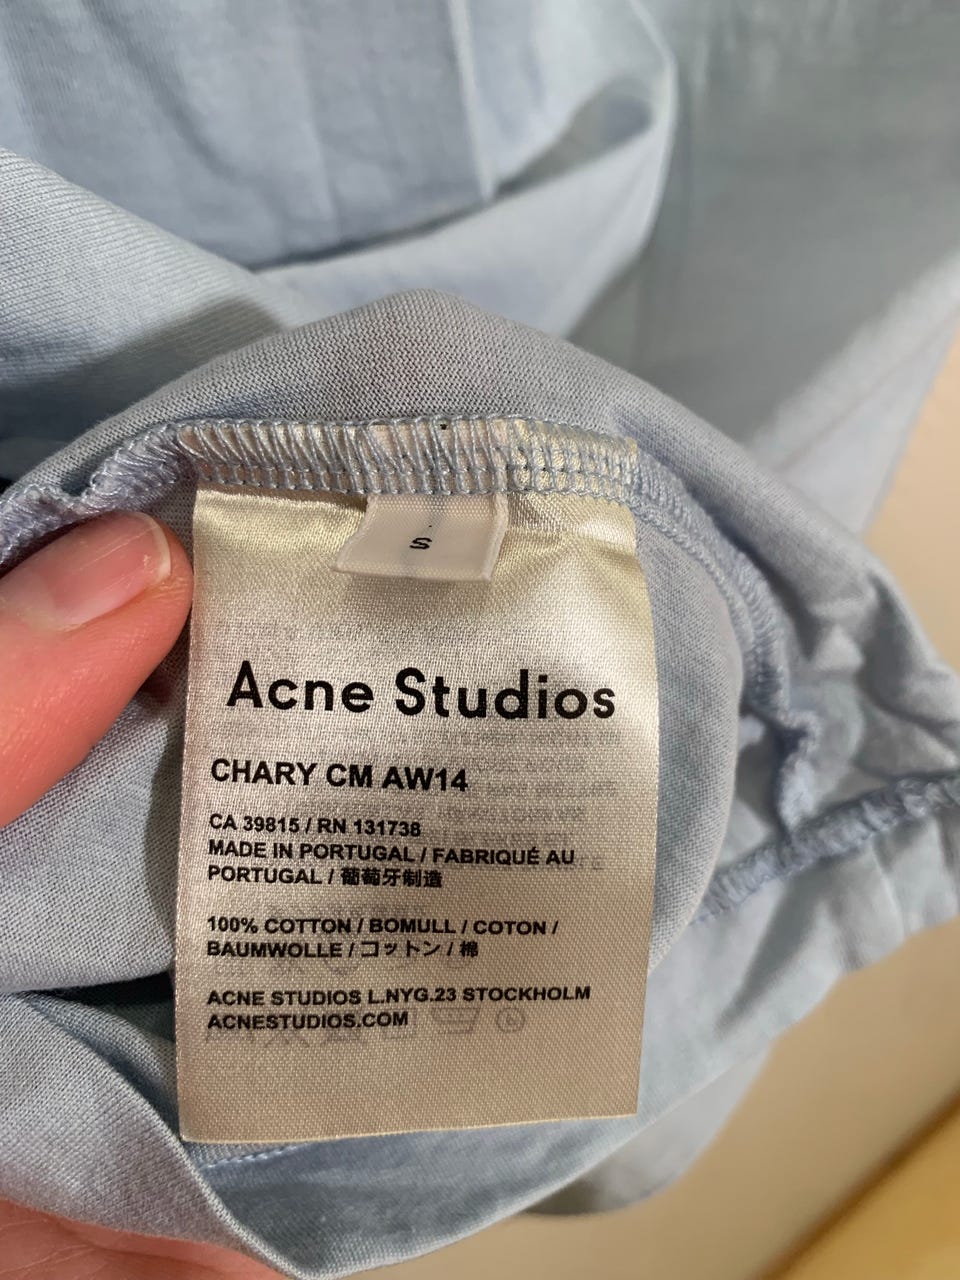 S
Acne Studios
CHARY CM AW14
CA 39815 / RN 131738
MADE IN PORTUGAL / FABRIQUÉ AU
PORTUGAL / 葡萄牙制造
100% COTTON / BOMULL / COTON /
BAUMWOLLE / コットン / 棉
ACNE STUDIOS L.NYG.23 STOCKHOLM
ACNESTUDIOS.COM